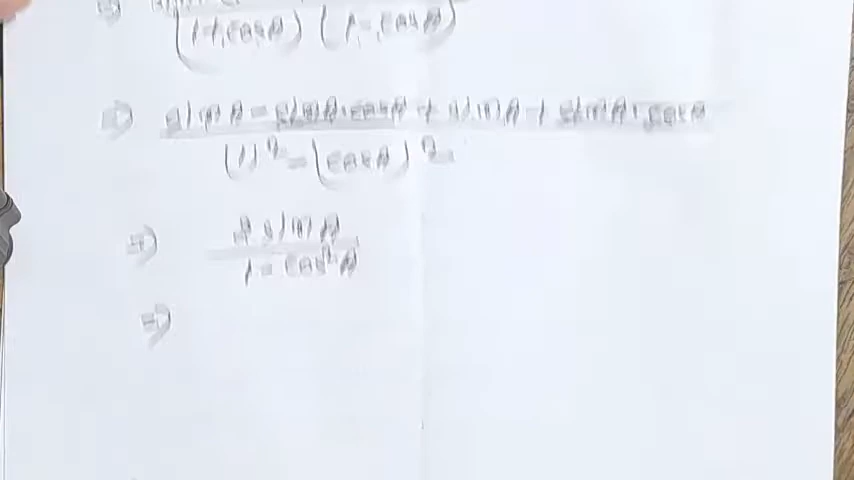 ⇒
(1+cosθ) (1-cosθ)
⇒ sinθ - sinθ·cosθ + sinθ + sinθ·cosθ
(1)² - (cosθ)²
⇒ 2 sinθ
1 - cos²θ
⇒